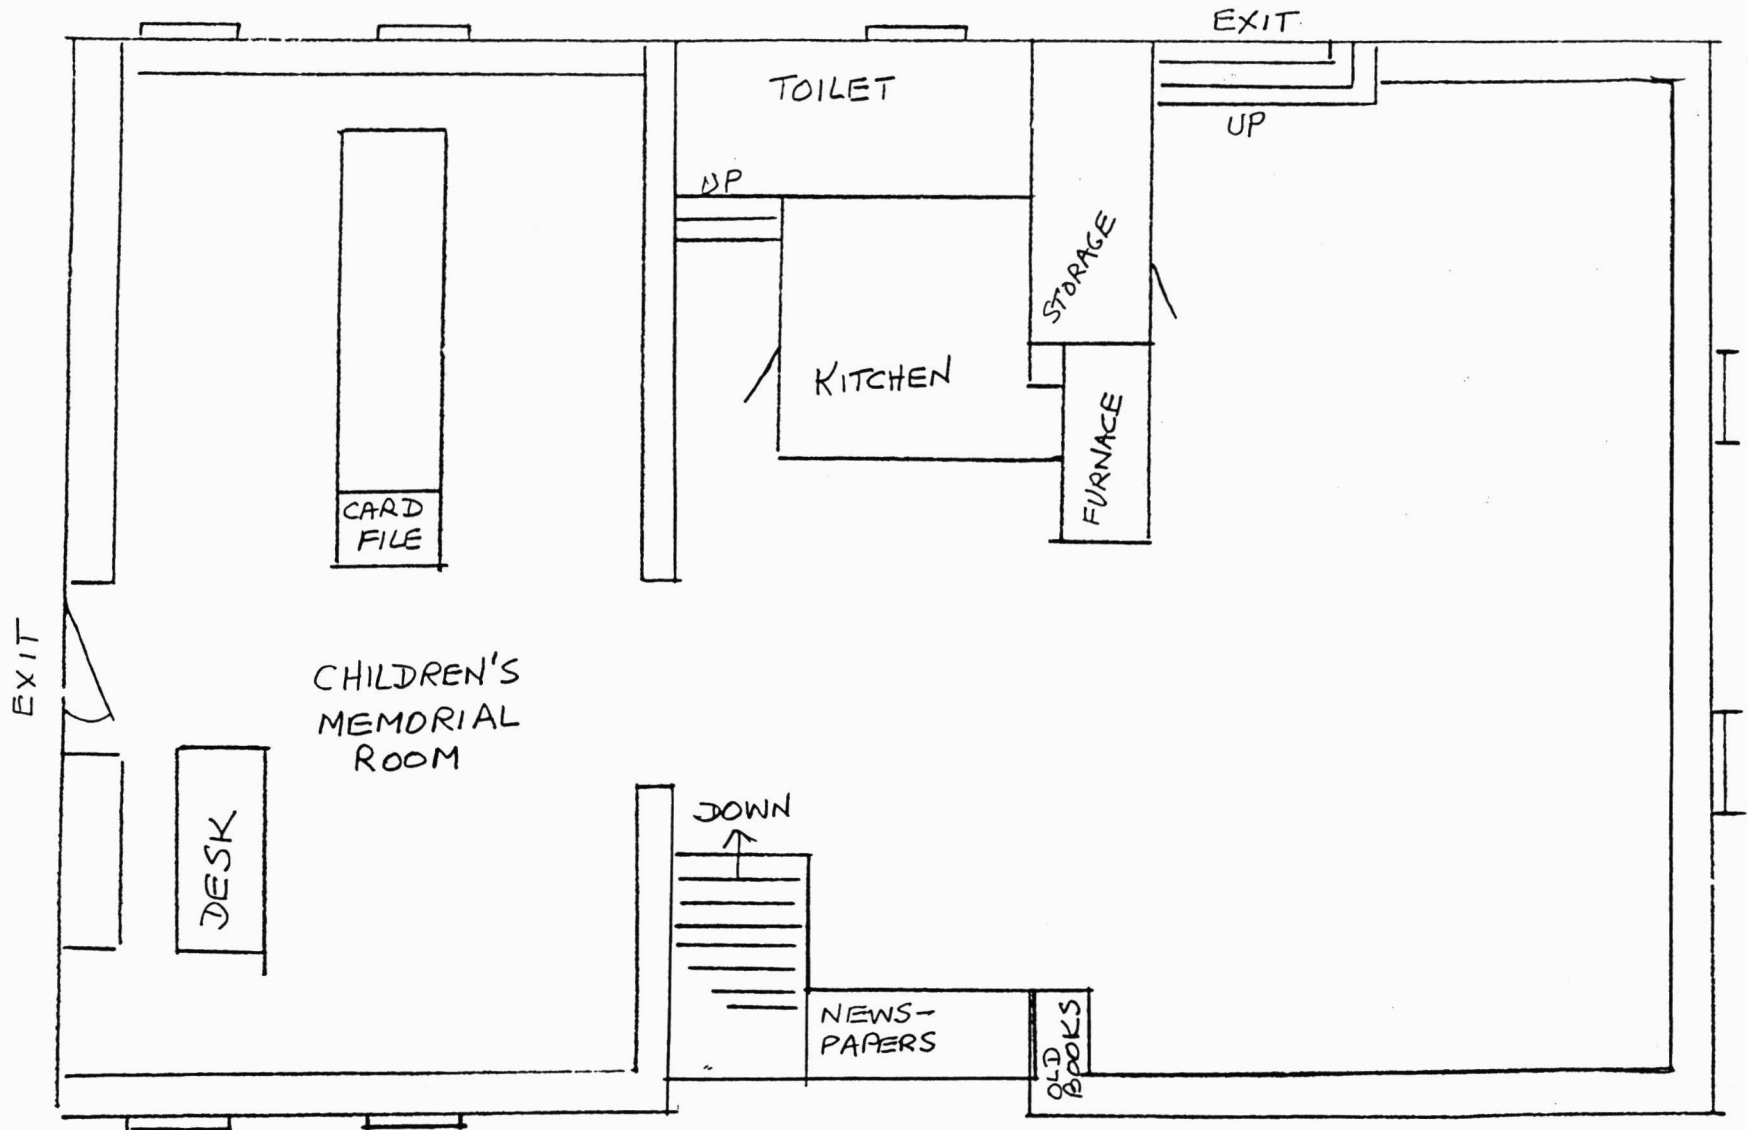 EXIT
TOILET
UP
UP
STORAGE
KITCHEN
FURNACE
CARD
FILE
EXIT
CHILDREN'S
MEMORIAL
ROOM
DOWN
DESK
NEWS-
PAPERS
OLD
BOOKS